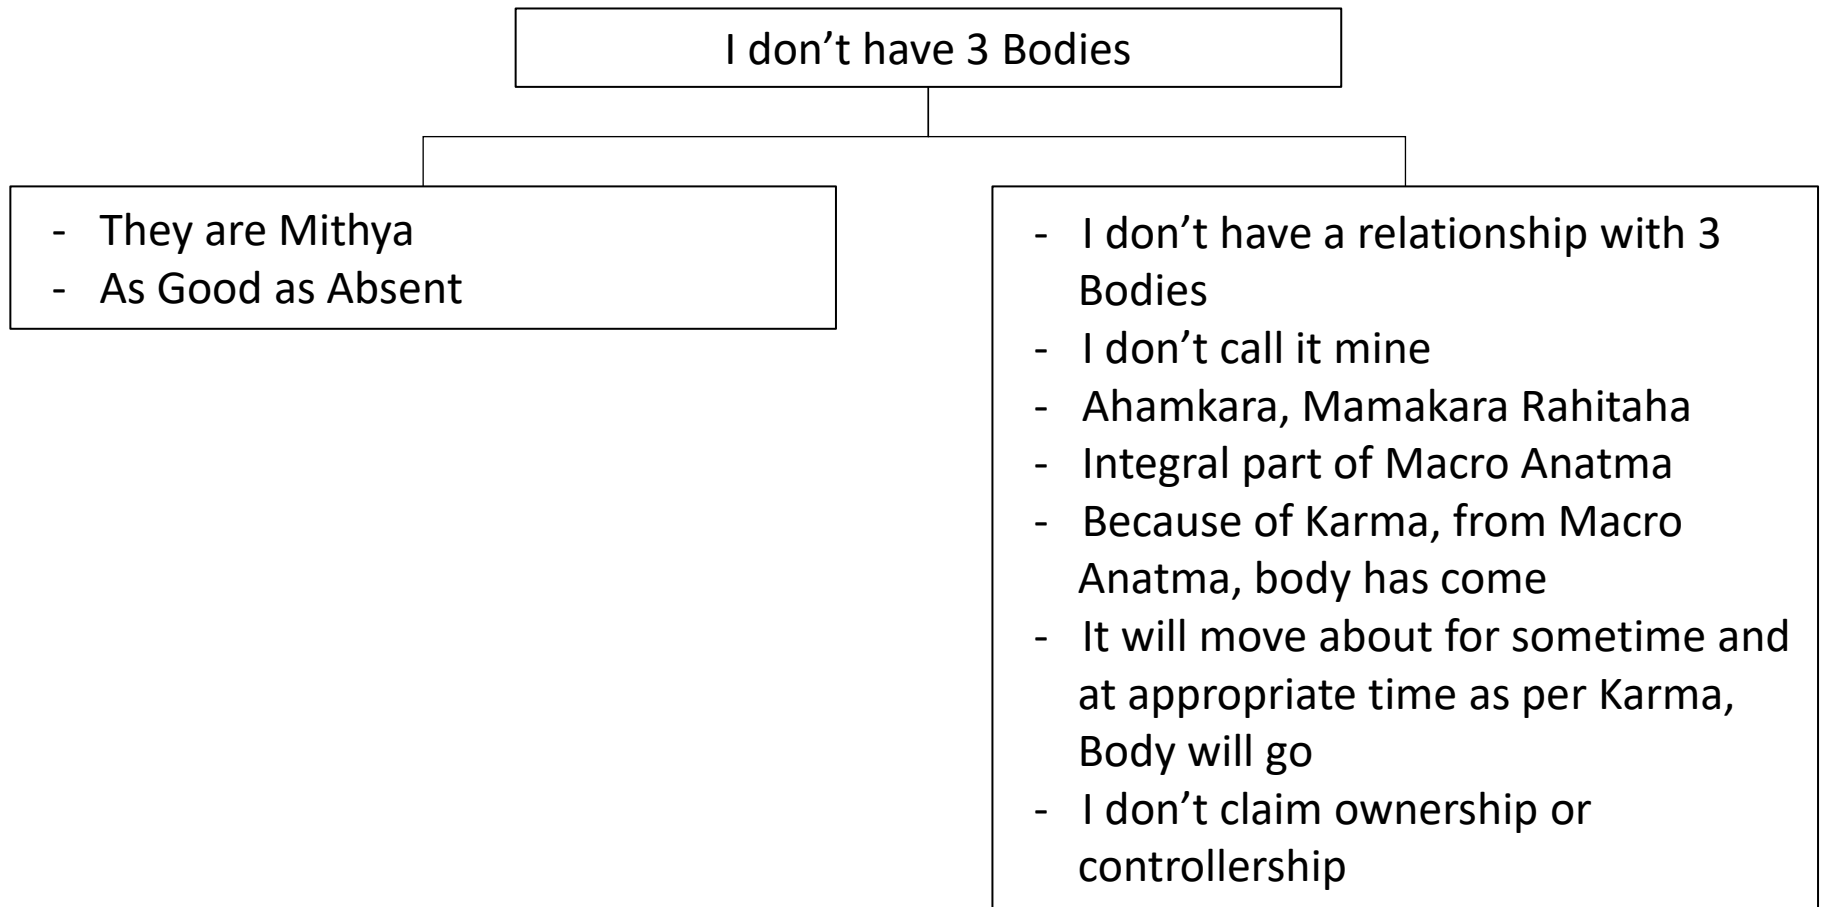 I don’t have 3 Bodies
- They are Mithya
- As Good as Absent
- I don’t have a relationship with 3
Bodies
- I don’t call it mine
- Ahamkara, Mamakara Rahitaha
- Integral part of Macro Anatma
- Because of Karma, from Macro
Anatma, body has come
- It will move about for sometime and
at appropriate time as per Karma,
Body will go
- I don’t claim ownership or
controllership